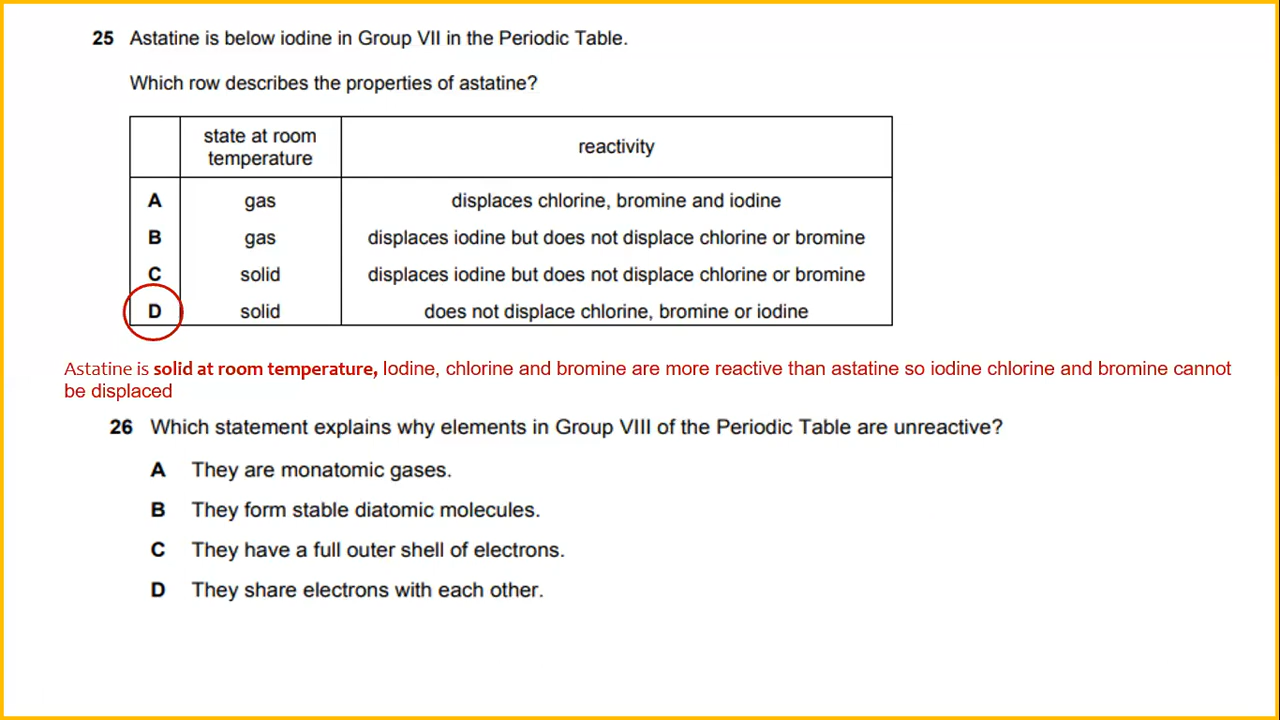 25 Astatine is below iodine in Group VII in the Periodic Table.
Which row describes the properties of astatine?
state at room temperature
reactivity
A gas displaces chlorine, bromine and iodine
B gas displaces iodine but does not displace chlorine or bromine
C solid displaces iodine but does not displace chlorine or bromine
D solid does not displace chlorine, bromine or iodine
Astatine is solid at room temperature, Iodine, chlorine and bromine are more reactive than astatine so iodine chlorine and bromine cannot
be displaced
26 Which statement explains why elements in Group VIII of the Periodic Table are unreactive?
A They are monatomic gases.
B They form stable diatomic molecules.
C They have a full outer shell of electrons.
D They share electrons with each other.